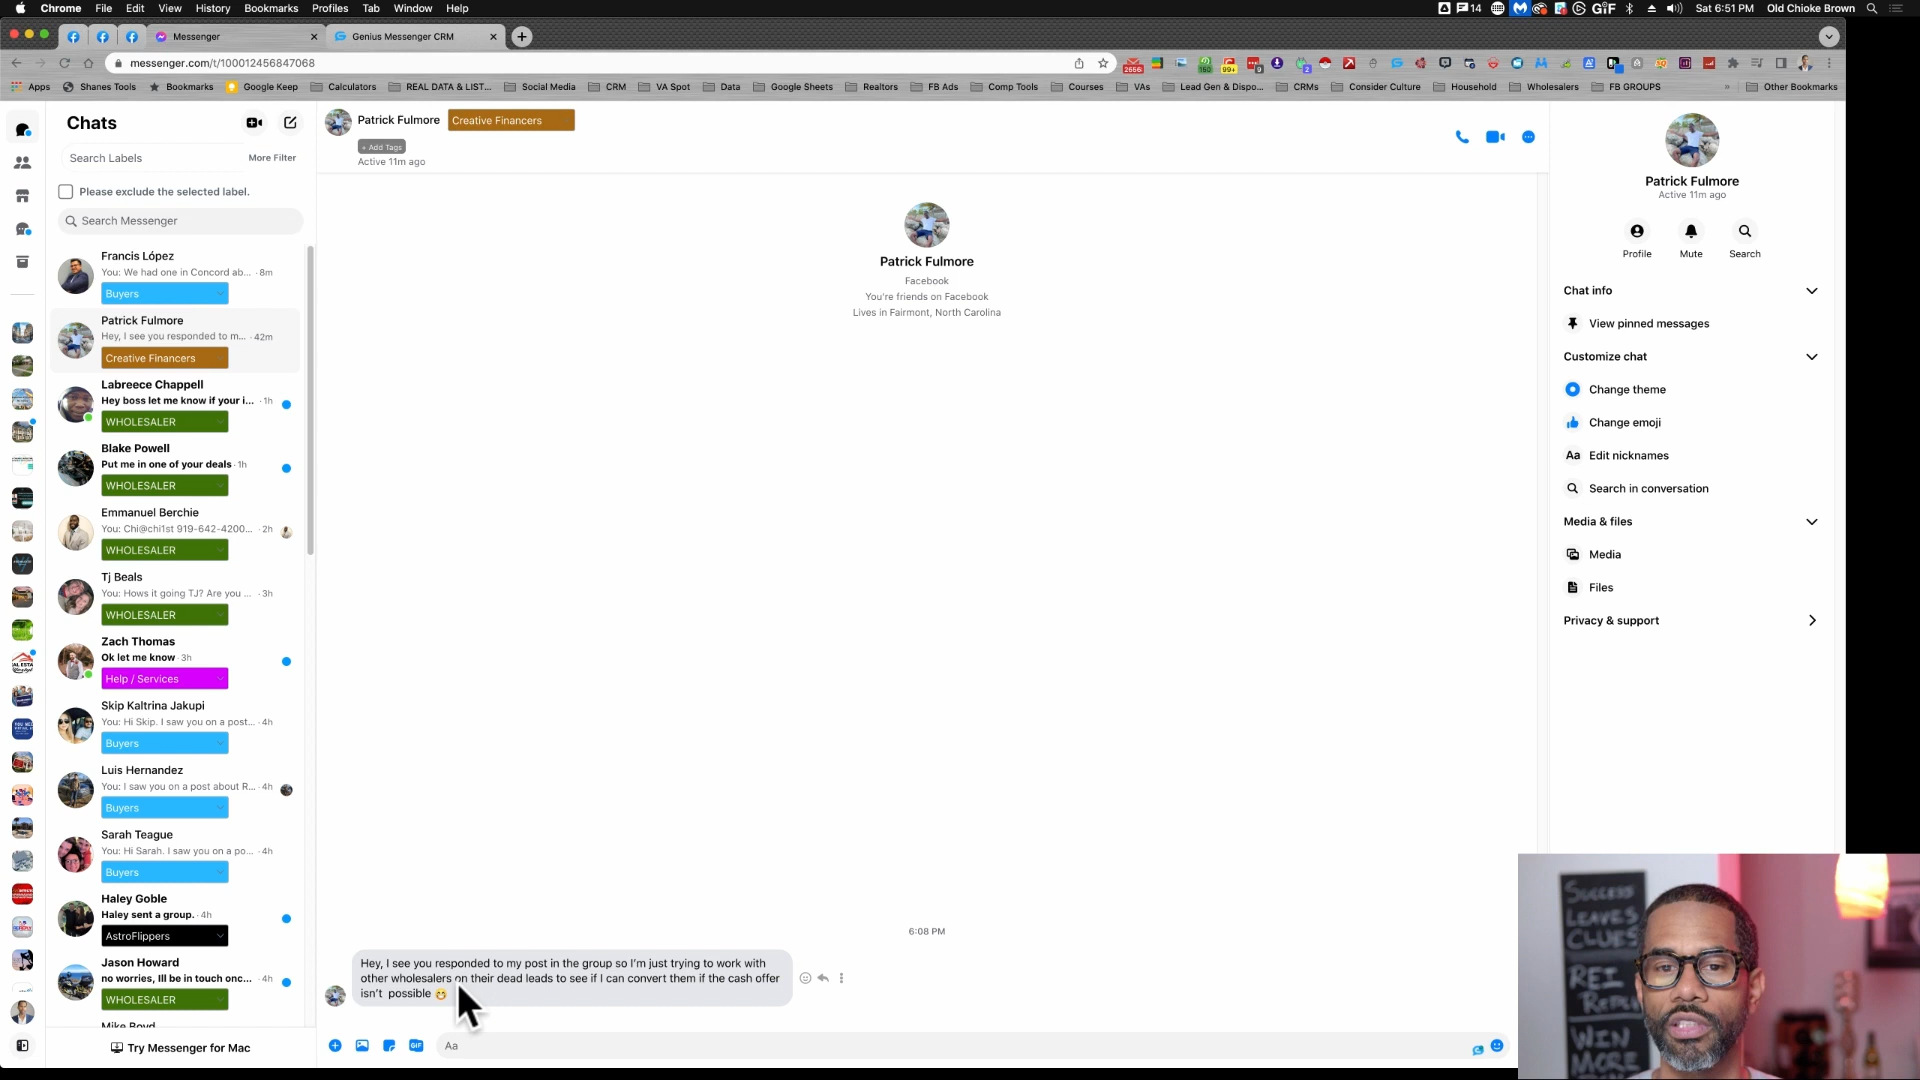 Chrome File Edit View History Bookmarks Profiles Tab Window Help
14 GIF Sat 6:51 PM Old Chioke Brown
Messenger
Genius Messenger CRM
messenger.com/t/100012456847068
Apps Shanes Tools Bookmarks Google Keep Calculators REAL DATA & LIST... Social Media CRM VA Spot Data Google Sheets Realtors FB Ads Comp Tools Courses VAs Lead Gen & Dispo... CRMs Consider Culture Household Wholesalers FB GROUPS » Other Bookmarks
Chats
Search Labels More Filter
Please exclude the selected label.
Search Messenger
Francis López
You: We had one in Concord ab... · 8m
Buyers
Patrick Fulmore
Hey, I see you responded to m... · 42m
Creative Financers
Labreece Chappell
Hey boss let me know if your i... · 1h
WHOLESALER
Blake Powell
Put me in one of your deals · 1h
WHOLESALER
Emmanuel Berchie
You: Chi@chi1st 919-642-4200... · 2h
WHOLESALER
Tj Beals
You: Hows it going TJ? Are you ... · 3h
WHOLESALER
Zach Thomas
Ok let me know · 3h
Help / Services
Skip Kaltrina Jakupi
You: Hi Skip. I saw you on a post... · 4h
Buyers
Luis Hernandez
You: I saw you on a post about R... · 4h
Buyers
Sarah Teague
You: Hi Sarah. I saw you on a po... · 4h
Buyers
Haley Goble
Haley sent a group. · 4h
AstroFlippers
Jason Howard
no worries, Ill be in touch onc... · 4h
WHOLESALER
Mike Boyd
Try Messenger for Mac
Patrick Fulmore Creative Financers
+ Add Tags
Active 11m ago
Patrick Fulmore
Facebook
You're friends on Facebook
Lives in Fairmont, North Carolina
6:08 PM
Hey, I see you responded to my post in the group so I'm just trying to work with
other wholesalers on their dead leads to see if I can convert them if the cash offer
isn't possible 😁
GIF Aa
Patrick Fulmore
Active 11m ago
Profile Mute Search
Chat info
View pinned messages
Customize chat
Change theme
Change emoji
Aa Edit nicknames
Search in conversation
Media & files
Media
Files
Privacy & support
SUCCESS
LEAVES
CLUES
REI
WIN
MORE